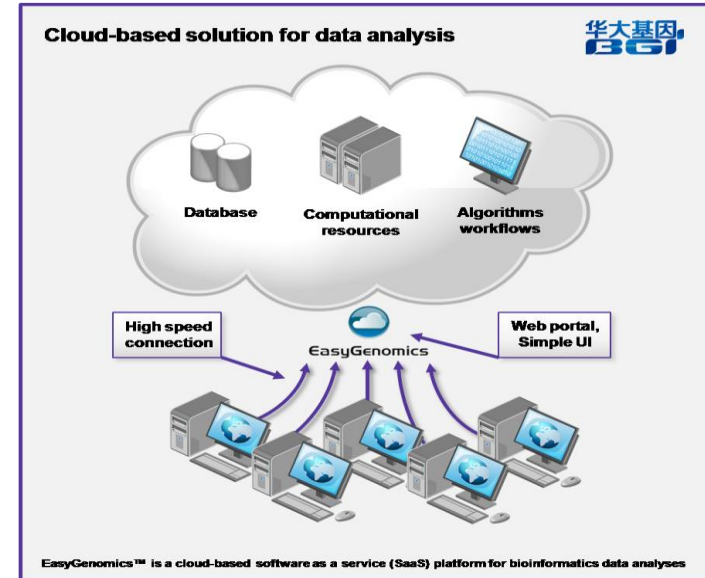 Cloud-based solution for data analysis
华大基因
BGI
Database
Computational
resources
Algorithms
workflows
High speed
connection
EasyGenomics
Web portal,
Simple UI
EasyGenomics™ is a cloud-based software as a service (SaaS) platform for bioinformatics data analyses